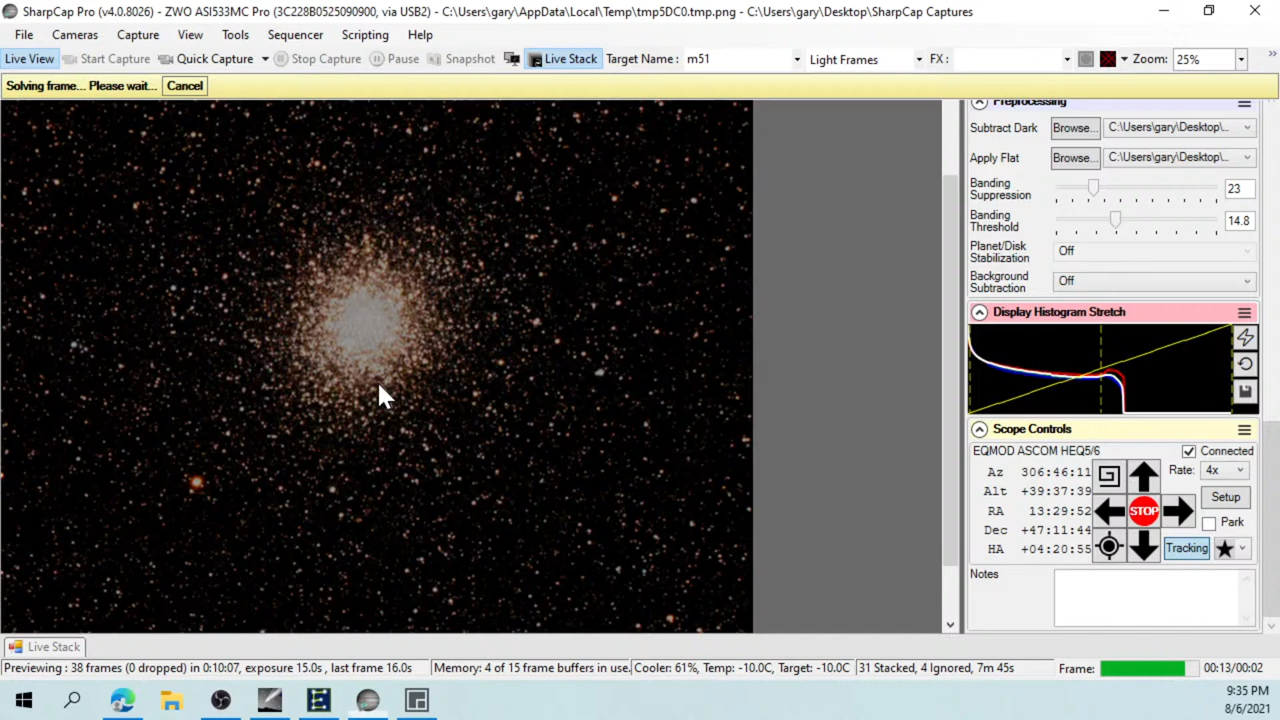 SharpCap Pro (v4.0.8026) - ZWO ASI533MC Pro (3C228B0525090900, via USB2) - C:\Users\gary\AppData\Local\Temp\tmp5DC0.tmp.png - C:\Users\gary\Desktop\SharpCap Captures
File Cameras Capture View Tools Sequencer Scripting Help
Live View Start Capture Quick Capture Stop Capture Pause Snapshot Live Stack Target Name : m51 Light Frames FX : Zoom: 25%
Solving frame... Please wait... Cancel
Preprocessing
Subtract Dark Browse... C:\Users\gary\Desktop\...
Apply Flat Browse... C:\Users\gary\Desktop\...
Banding Suppression 23
Banding Threshold 14.8
Planet/Disk Stabilization Off
Background Subtraction Off
Display Histogram Stretch
Scope Controls
EQMOD ASCOM HEQ5/6 Connected
Az 306:46:11 Rate: 4x
Alt +39:37:39 Setup
RA 13:29:52 STOP
Dec +47:11:44 Park
HA +04:20:55 Tracking
Notes
Live Stack
Previewing : 38 frames (0 dropped) in 0:10:07, exposure 15.0s , last frame 16.0s Memory: 4 of 15 frame buffers in use. Cooler: 61%, Temp: -10.0C, Target: -10.0C 31 Stacked, 4 Ignored, 7m 45s Frame: 00:13/00:02
9:35 PM
8/6/2021